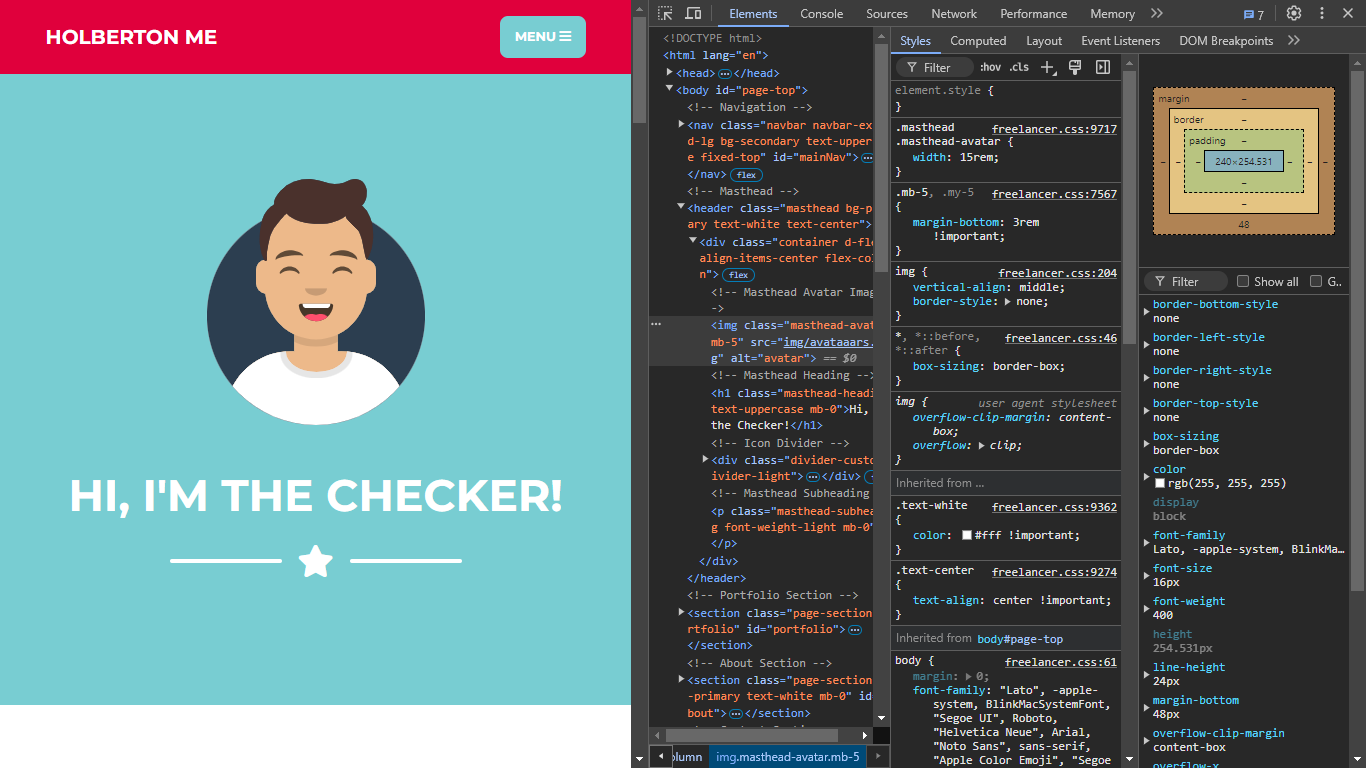 HOLBERTON ME
MENU
HI, I'M THE CHECKER!
Elements Console Sources Network Performance Memory 7
<!DOCTYPE html>
<html lang="en">
<head> </head>
<body id="page-top">
<!-- Navigation -->
<nav class="navbar navbar-ex
d-lg bg-secondary text-upper
e fixed-top" id="mainNav">
</nav> flex
<!-- Masthead -->
<header class="masthead bg-p
ary text-white text-center">
<div class="container d-fle
align-items-center flex-col
n"> flex
<!-- Masthead Avatar Imag
->
<img class="masthead-avat
mb-5" src="img/avataaars.
g" alt="avatar"> == $0
<!-- Masthead Heading -->
<h1 class="masthead-headi
text-uppercase mb-0">Hi,
the Checker!</h1>
<!-- Icon Divider -->
<div class="divider-custo
ivider-light"> </div>
<!-- Masthead Subheading
<p class="masthead-subhea
g font-weight-light mb-0"
</p>
</div>
</header>
<!-- Portfolio Section -->
<section class="page-section
rtfolio" id="portfolio">
</section>
<!-- About Section -->
<section class="page-section
-primary text-white mb-0" id
bout"> </section>
olumn img.masthead-avatar.mb-5
Styles Computed Layout Event Listeners DOM Breakpoints
Filter :hov .cls
element.style {
}
.masthead freelancer.css:9717
.masthead-avatar {
width: 15rem;
}
.mb-5, .my-5 freelancer.css:7567
{
margin-bottom: 3rem
!important;
}
img { freelancer.css:204
vertical-align: middle;
border-style: none;
}
*, *::before, freelancer.css:46
*::after {
box-sizing: border-box;
}
img { user agent stylesheet
overflow-clip-margin: content-
box;
overflow: clip;
}
Inherited from ...
.text-white freelancer.css:9362
{
color: #fff !important;
}
.text-center freelancer.css:9274
{
text-align: center !important;
}
Inherited from body#page-top
body { freelancer.css:61
margin: 0;
font-family: "Lato", -apple-
system, BlinkMacSystemFont,
"Segoe UI", Roboto,
"Helvetica Neue", Arial,
"Noto Sans", sans-serif,
"Apple Color Emoji", "Segoe
margin –
border –
padding –
– – – 240×254.531 – – –
–
–
48
Filter Show all G..
border-bottom-style
none
border-left-style
none
border-right-style
none
border-top-style
none
box-sizing
border-box
color
rgb(255, 255, 255)
display
block
font-family
Lato, -apple-system, BlinkMa…
font-size
16px
font-weight
400
height
254.531px
line-height
24px
margin-bottom
48px
overflow-clip-margin
content-box
overflow-x